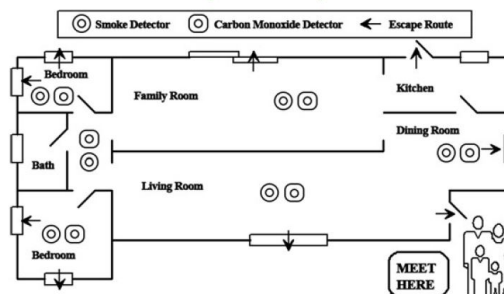 Smoke Detector Carbon Monoxide Detector Escape Route
Bedroom
Family Room
Kitchen
Dining Room
Bath
Living Room
Bedroom
MEET
HERE